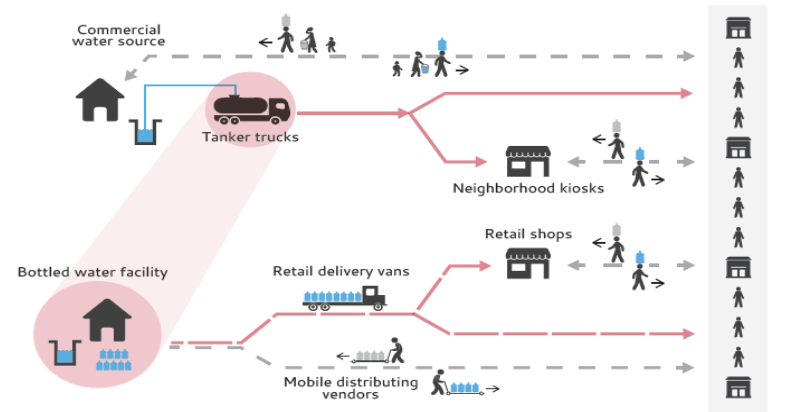 Commercial
water source
Tanker trucks
Neighborhood kiosks
Retail shops
Bottled water facility
Retail delivery vans
Mobile distributing
vendors